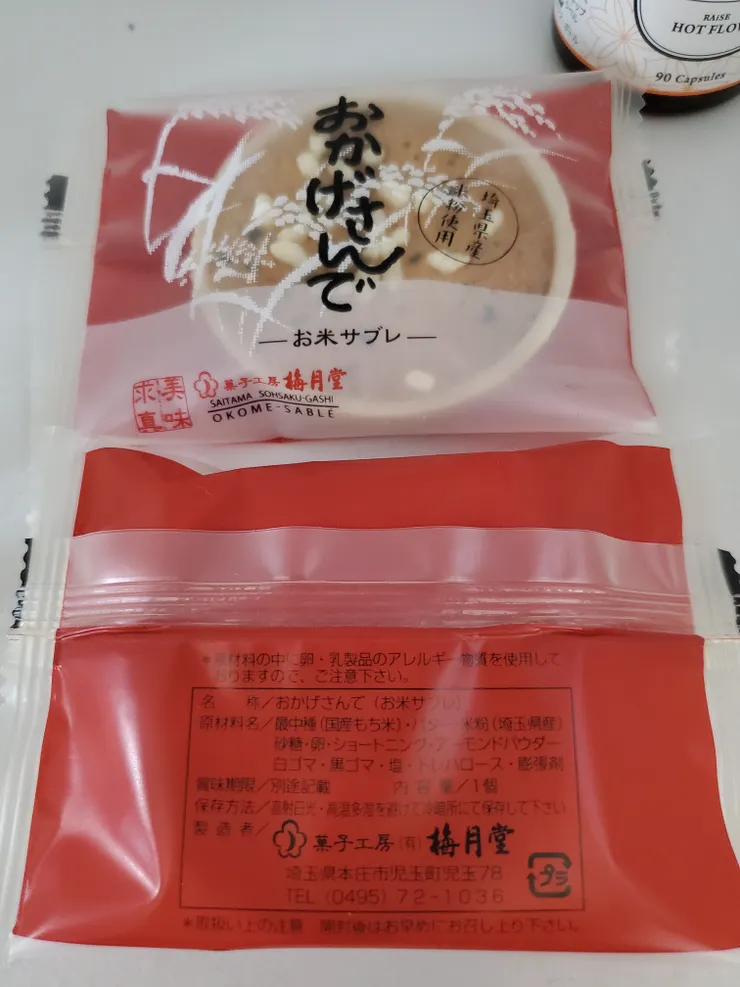 RAISE
HOT FLO
90 Capsules
おかげさんで
埼玉県産
米粉使用
お米サブレ
求美
真味
菓子工房 梅月堂
SAITAMA SOHSAKU-GASHI
OKOME-SABLE
*原材料の中に卵・乳製品のアレルギー物質を使用して
おりますので、ご注意下さい。
名 称/おかげさんで(お米サブレ)
原材料名/最中種(国産もち米)・バター・米粉(埼玉県産)
砂糖・卵・ショートニング・アーモンドパウダー
白ゴマ・黒ゴマ・塩・トレハロース・膨張剤
賞味期限/別途記載 内容量/1個
保存方法/直射日光・高温多湿を避けて冷暗所にて保存して下さい
製造者/菓子工房(有)梅月堂
埼玉県本庄市児玉町児玉78
TEL (0495) 72-1036
プラ
*取扱い上の注意 開封後はお早めにお召し上り下さい。